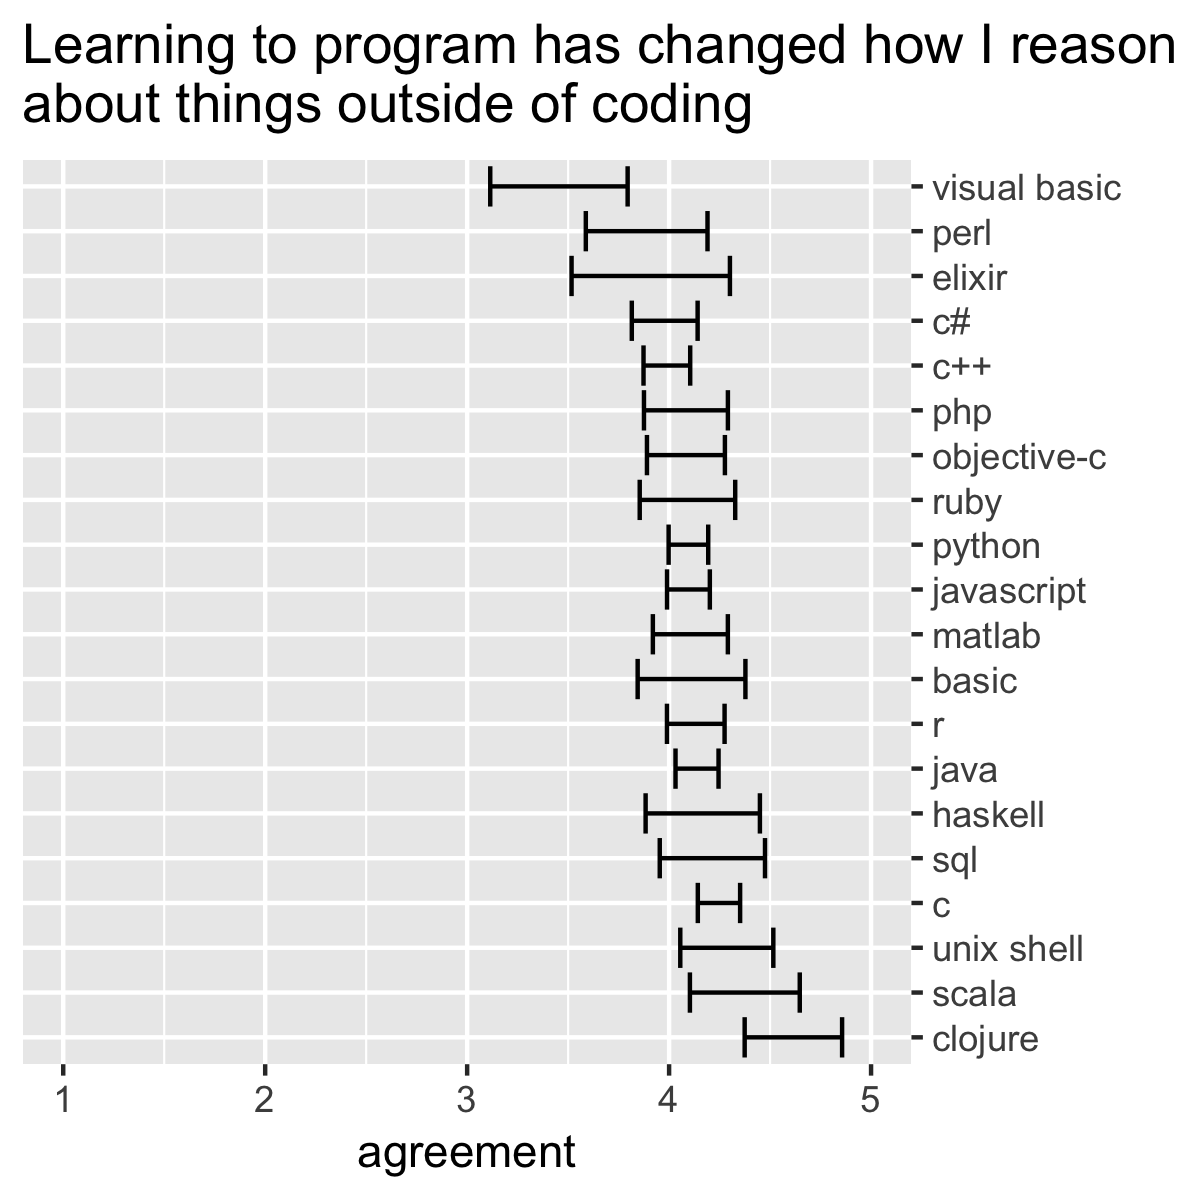 Learning to program has changed how I reason
about things outside of coding
visual basic
perl
elixir
c#
c++
php
objective-c
ruby
python
javascript
matlab
basic
r
java
haskell
sql
c
unix shell
scala
clojure
1 2 3 4 5
agreement